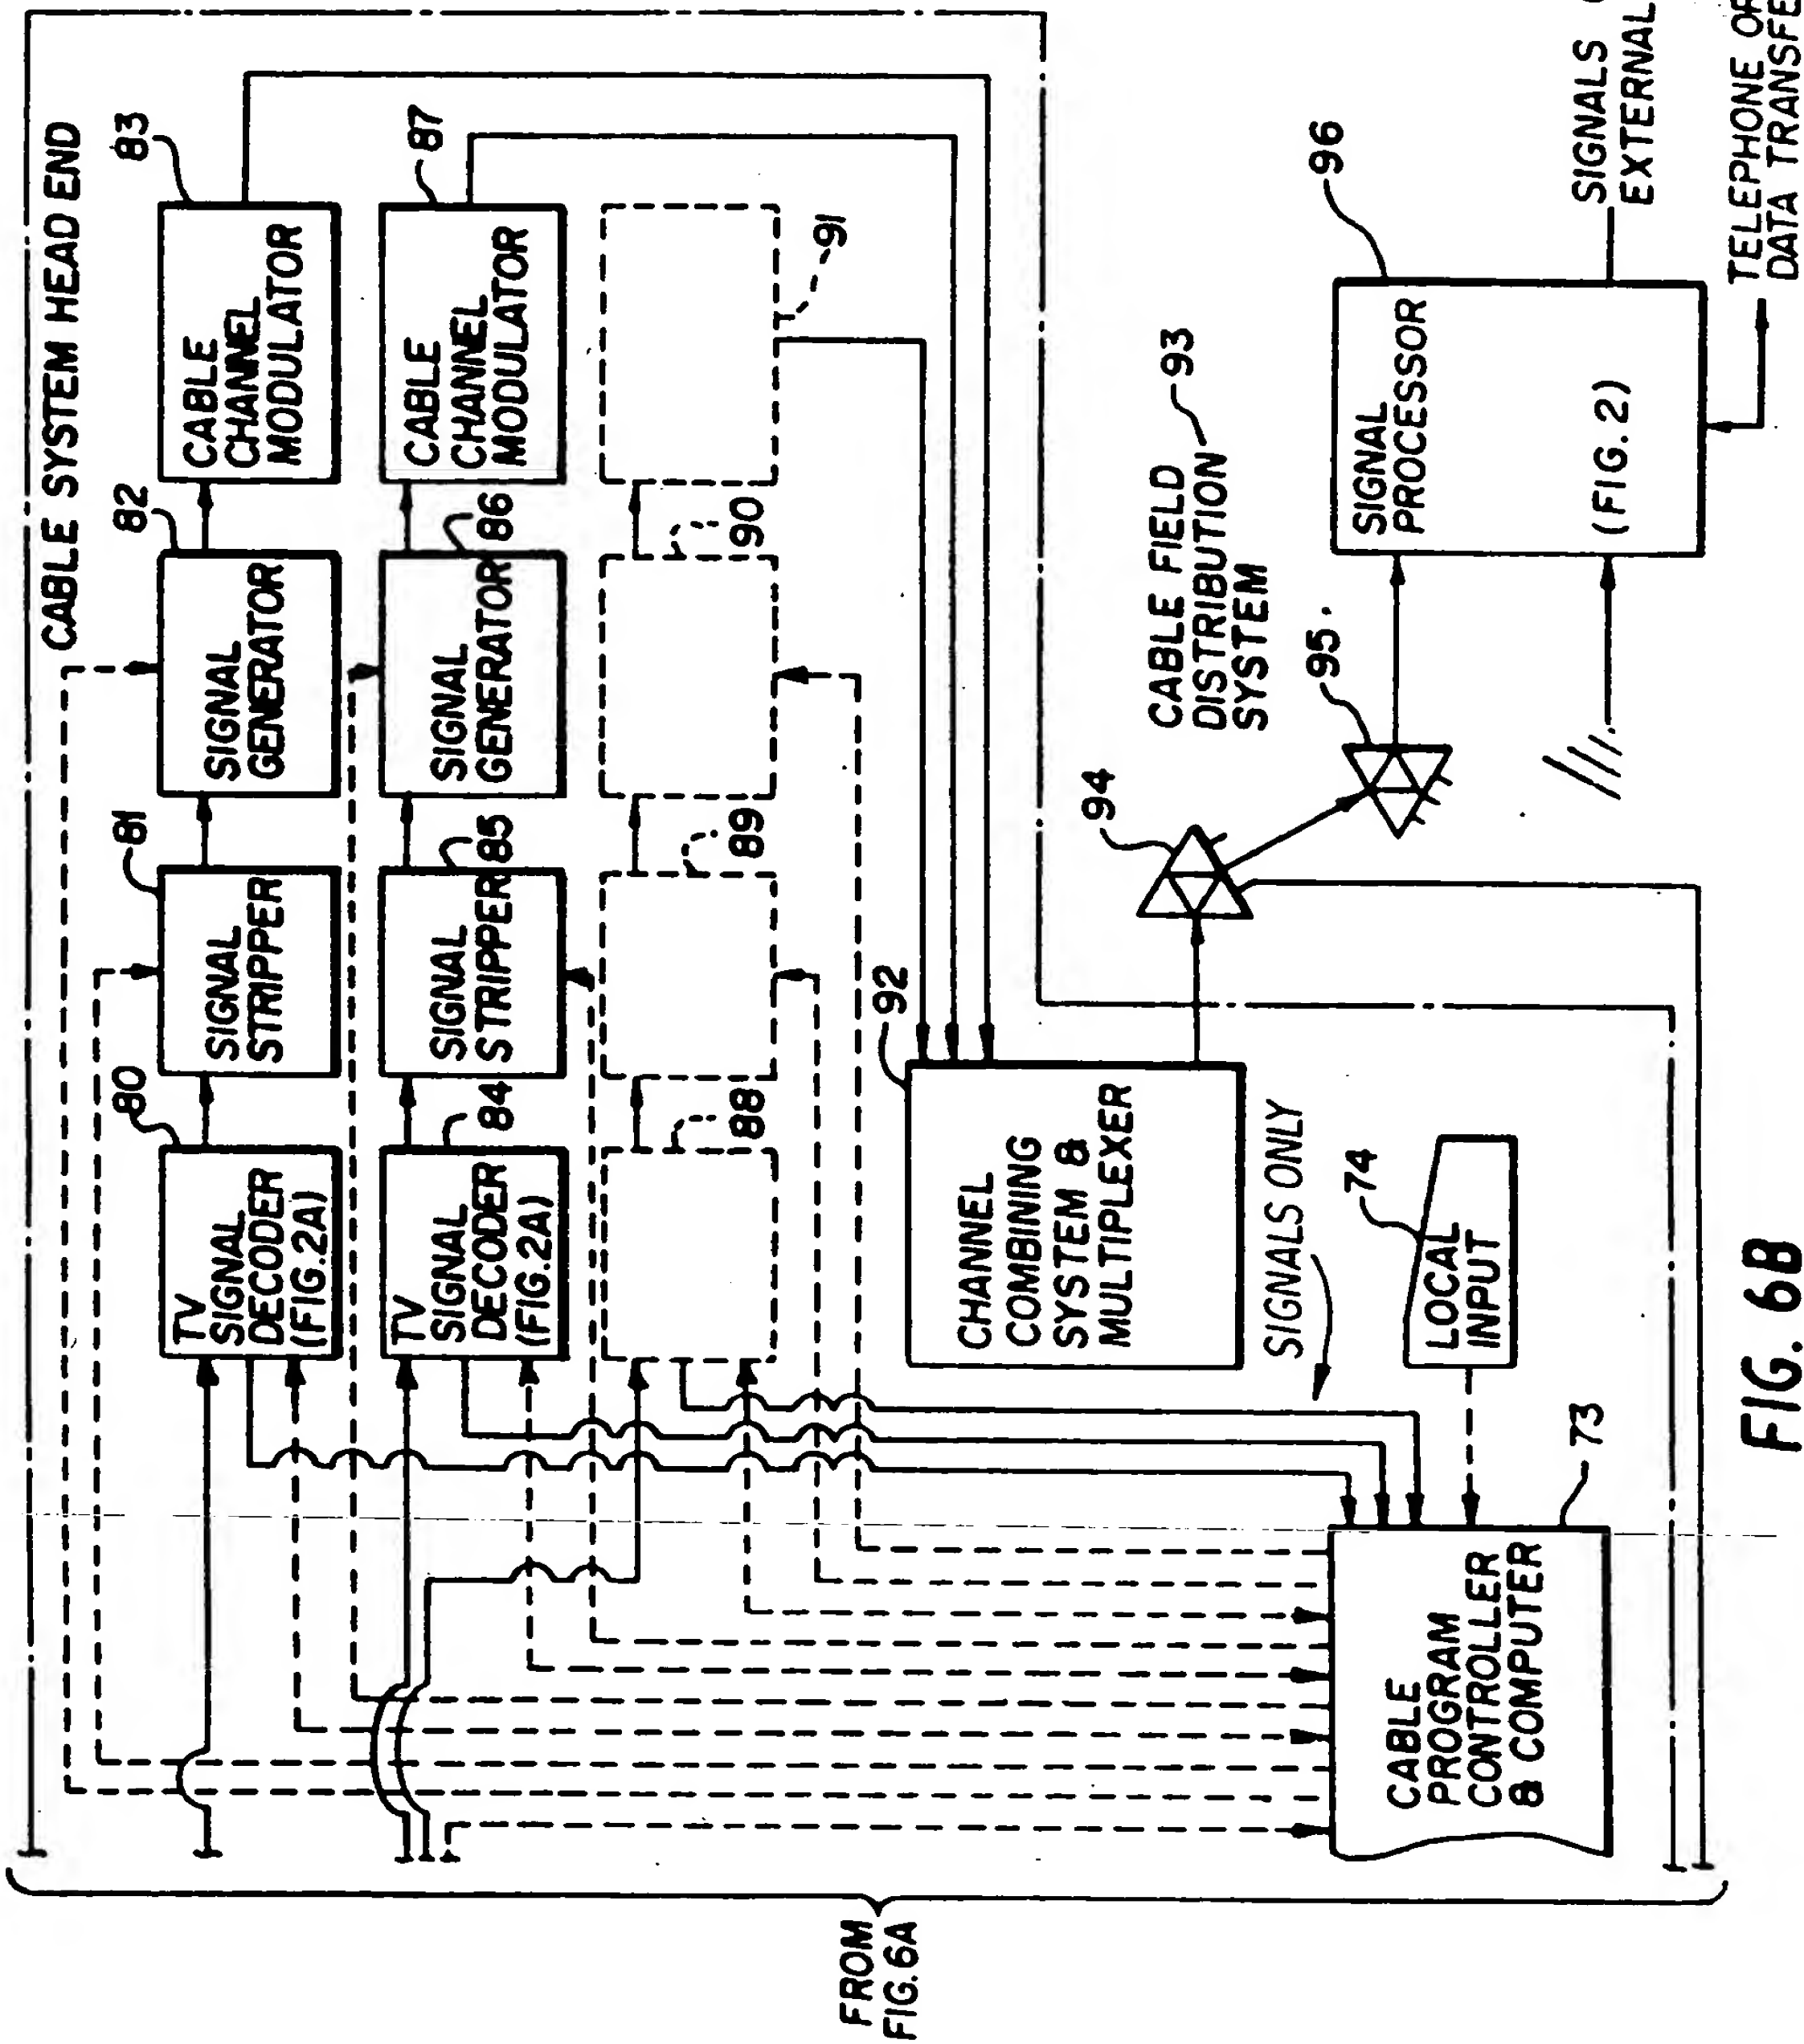 CABLE SYSTEM HEAD END
80
81
82
83
TV
SIGNAL
DECODER
(FIG.2A)
SIGNAL
STRIPPER
SIGNAL
GENERATOR
CABLE
CHANNEL
MODULATOR
84
85
86
87
TV
SIGNAL
DECODER
(FIG.2A)
SIGNAL
STRIPPER
SIGNAL
GENERATOR
CABLE
CHANNEL
MODULATOR
88
89
90
91
FROM
FIG.6A
92
CHANNEL
COMBINING
SYSTEM &
MULTIPLEXER
SIGNALS ONLY
74
LOCAL
INPUT
73
CABLE
PROGRAM
CONTROLLER
& COMPUTER
94
95
CABLE FIELD
DISTRIBUTION
SYSTEM
93
96
SIGNAL
PROCESSOR
(FIG.2)
SIGNALS
EXTERNAL
TELEPHONE OR
DATA TRANSFE
FIG. 6B